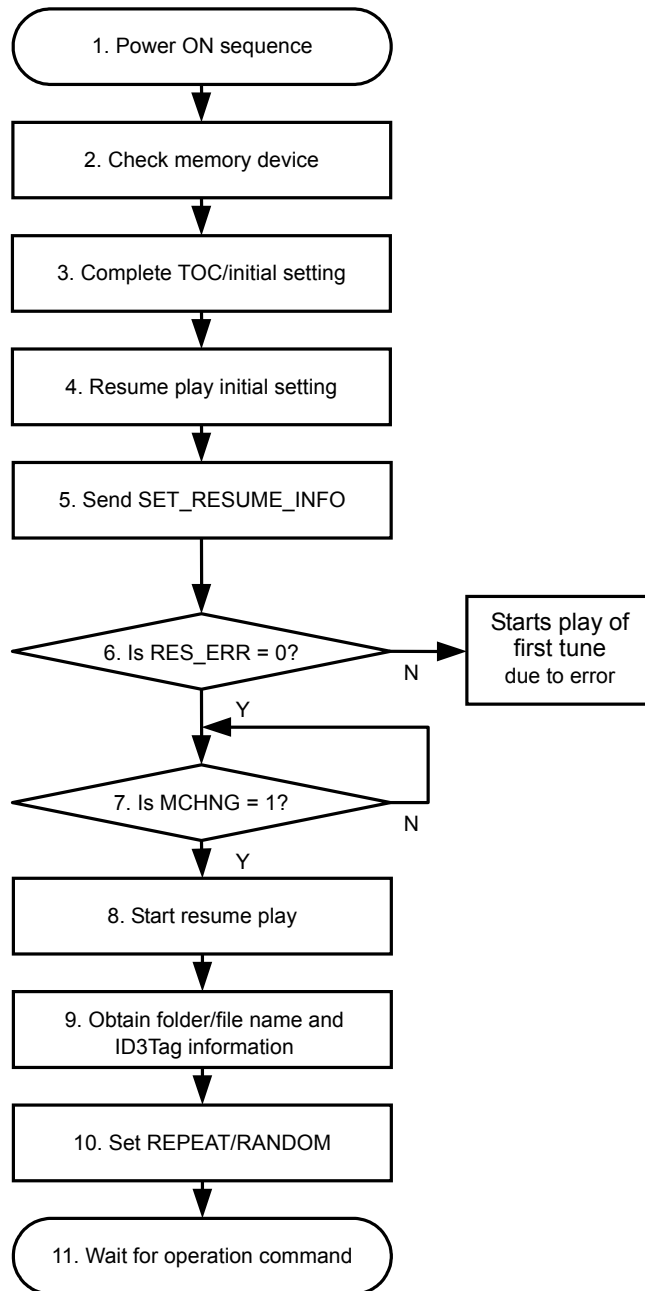 1. Power ON sequence
2. Check memory device
3. Complete TOC/initial setting
4. Resume play initial setting
5. Send SET_RESUME_INFO
6. Is RES_ERR = 0?
N
Starts play of
first tune
due to error
Y
7. Is MCHNG = 1?
N
Y
8. Start resume play
9. Obtain folder/file name and
ID3Tag information
10. Set REPEAT/RANDOM
11. Wait for operation command